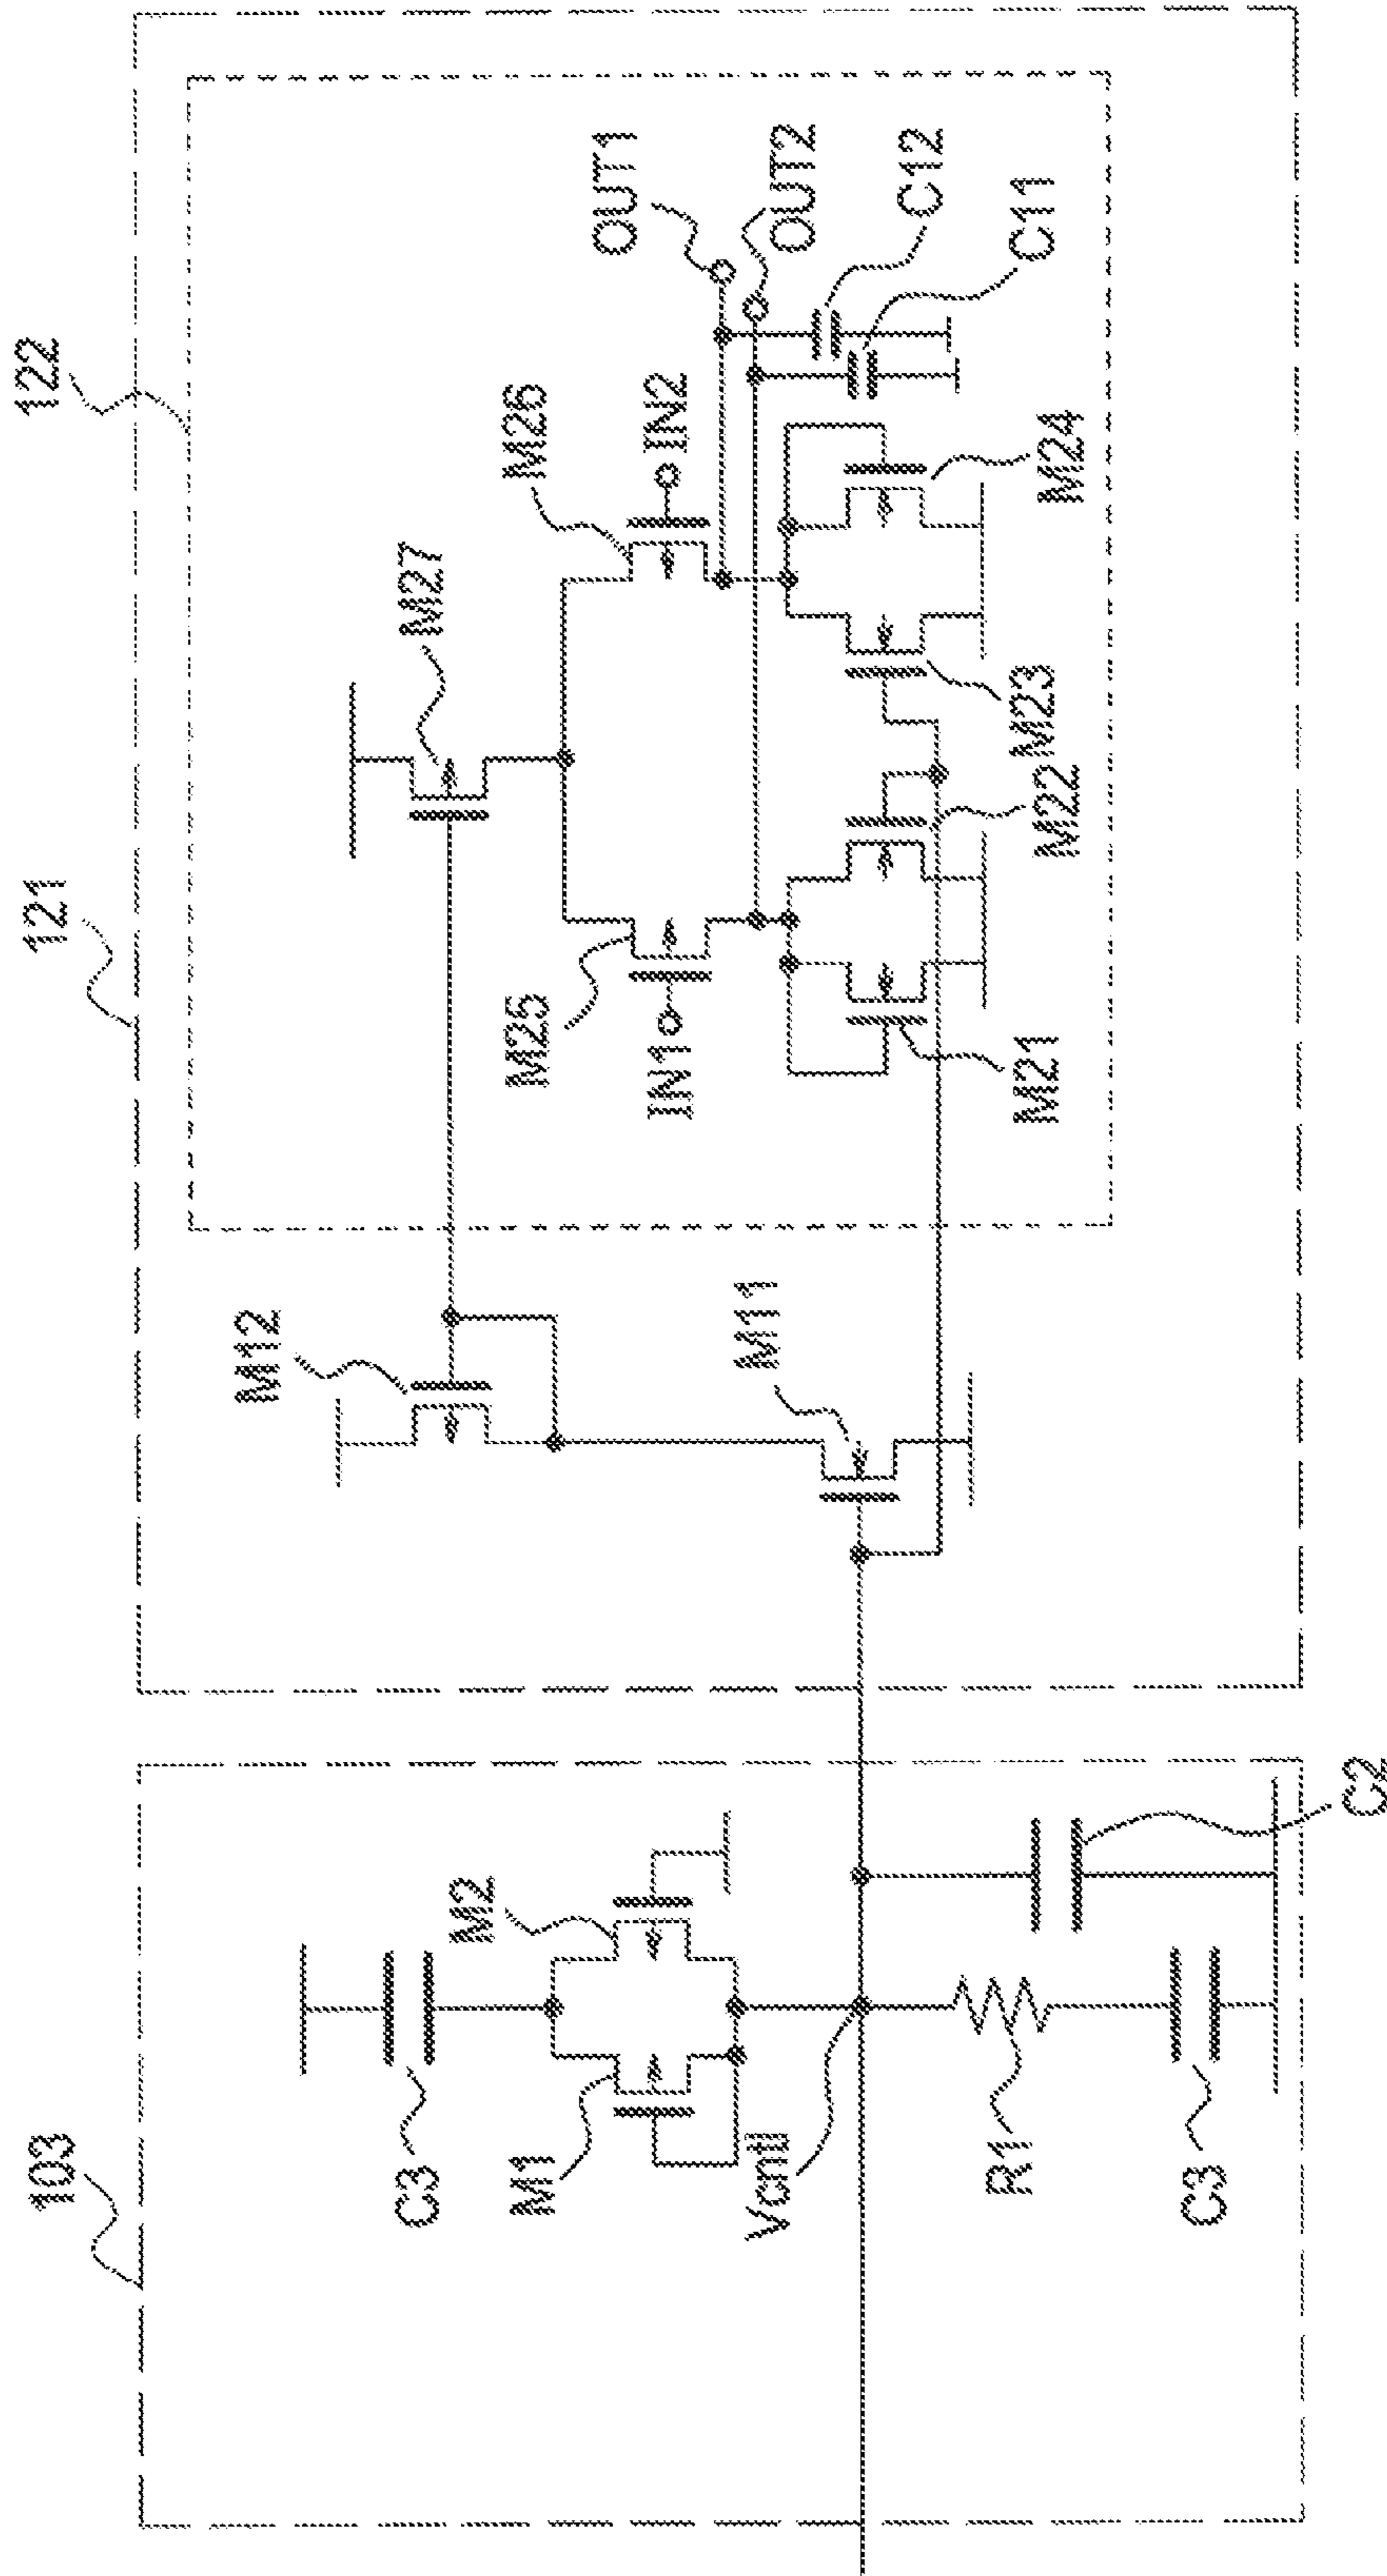 103
C3
M1
M2
Vcntl
R1
C3
C2
121
M12
M11
122
M27
M25
IN1
M26
IN2
OUT1
OUT2
C12
C11
M21
M22
M23
M24